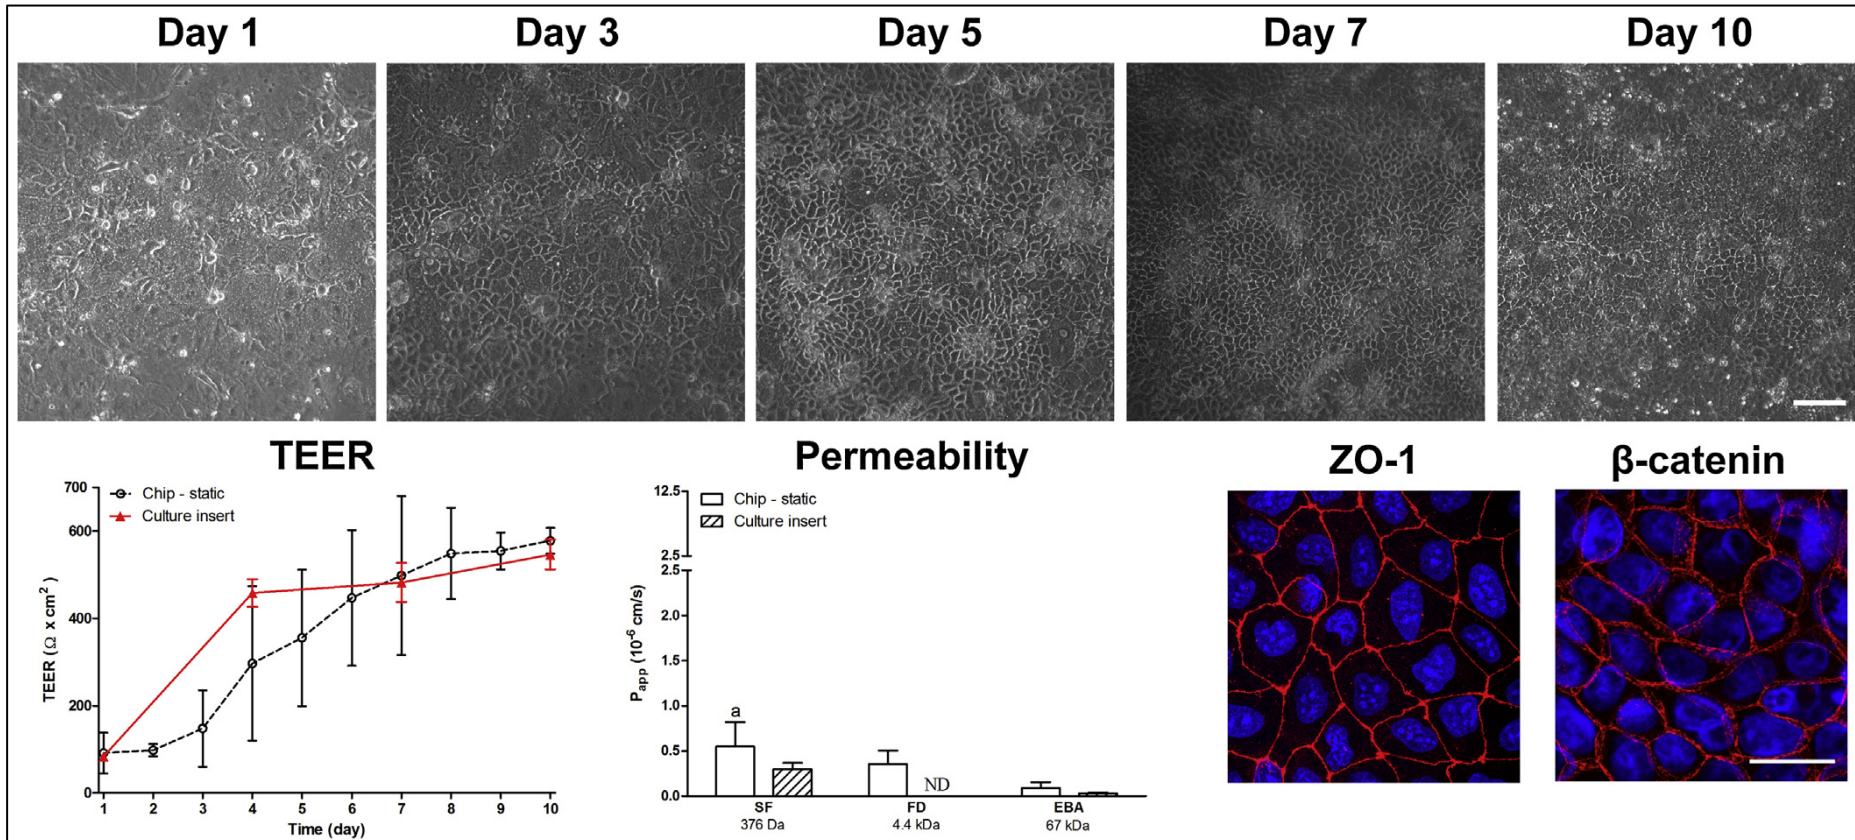 Day 1
Day 3
Day 5
Day 7
Day 10
TEER
700
600
400
200
0
TEER (Ω x cm²)
Chip - static
Culture insert
1 2 3 4 5 6 7 8 9 10
Time (day)
Permeability
12.5
2.5
2.5
2.0
1.5
1.0
0.5
0.0
Papp (10⁻⁶ cm/s)
Chip - static
Culture insert
a
ND
SF FD EBA
376 Da 4.4 kDa 67 kDa
ZO-1
β-catenin